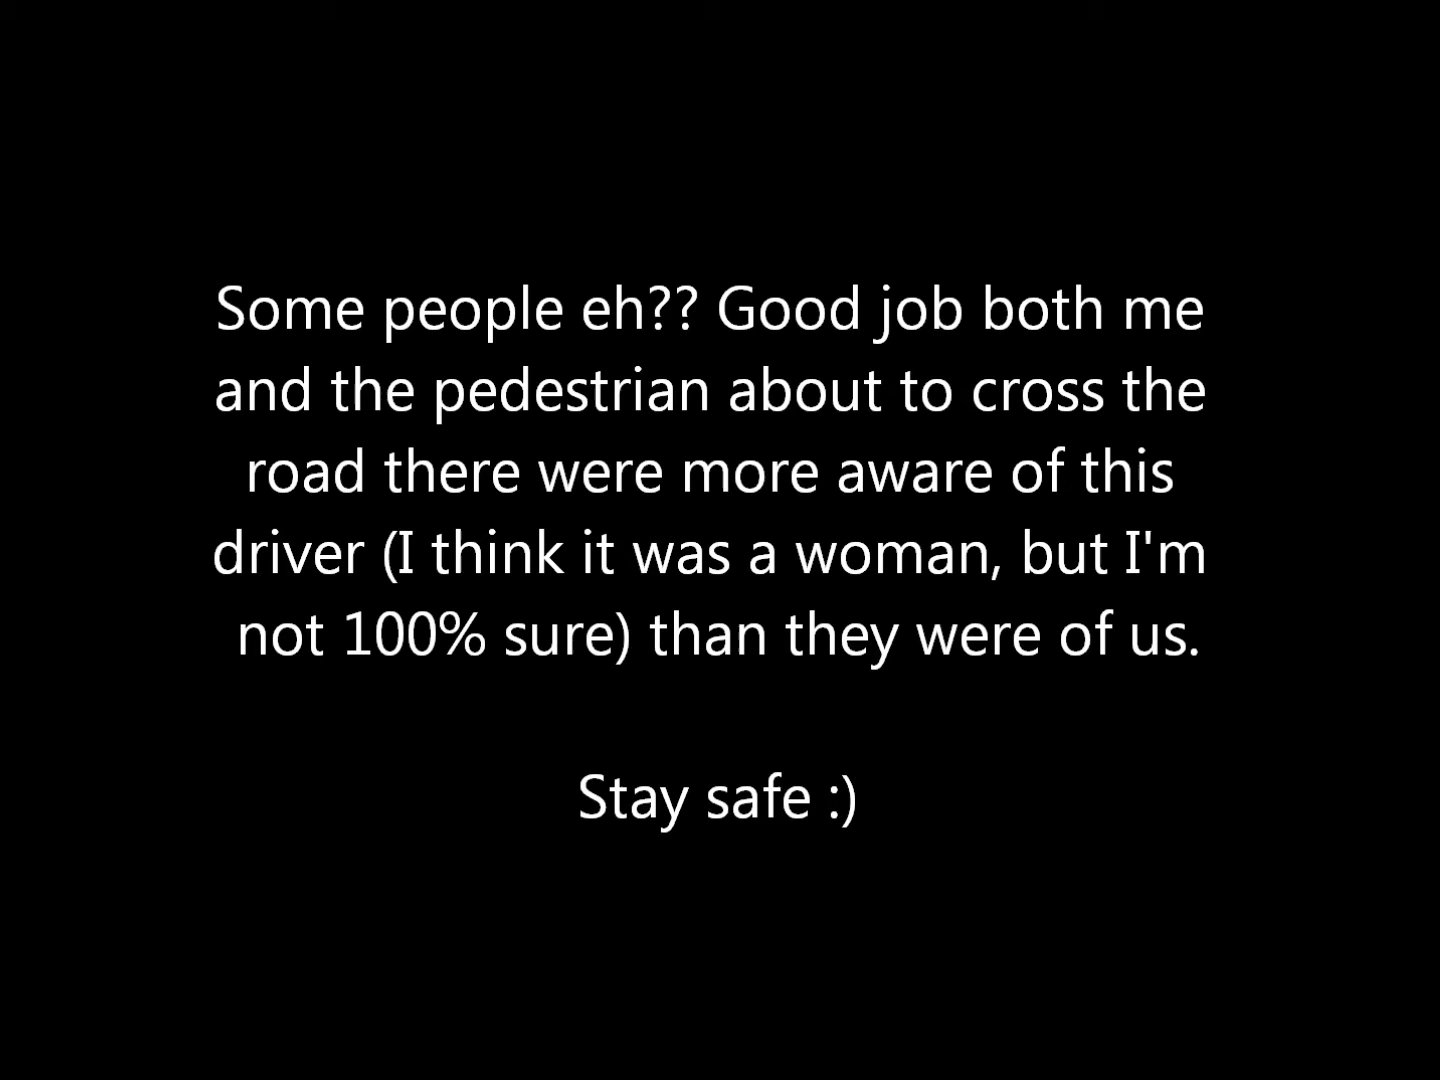 Some people eh?? Good job both me
and the pedestrian about to cross the
road there were more aware of this
driver (I think it was a woman, but I'm
not 100% sure) than they were of us.
Stay safe :)